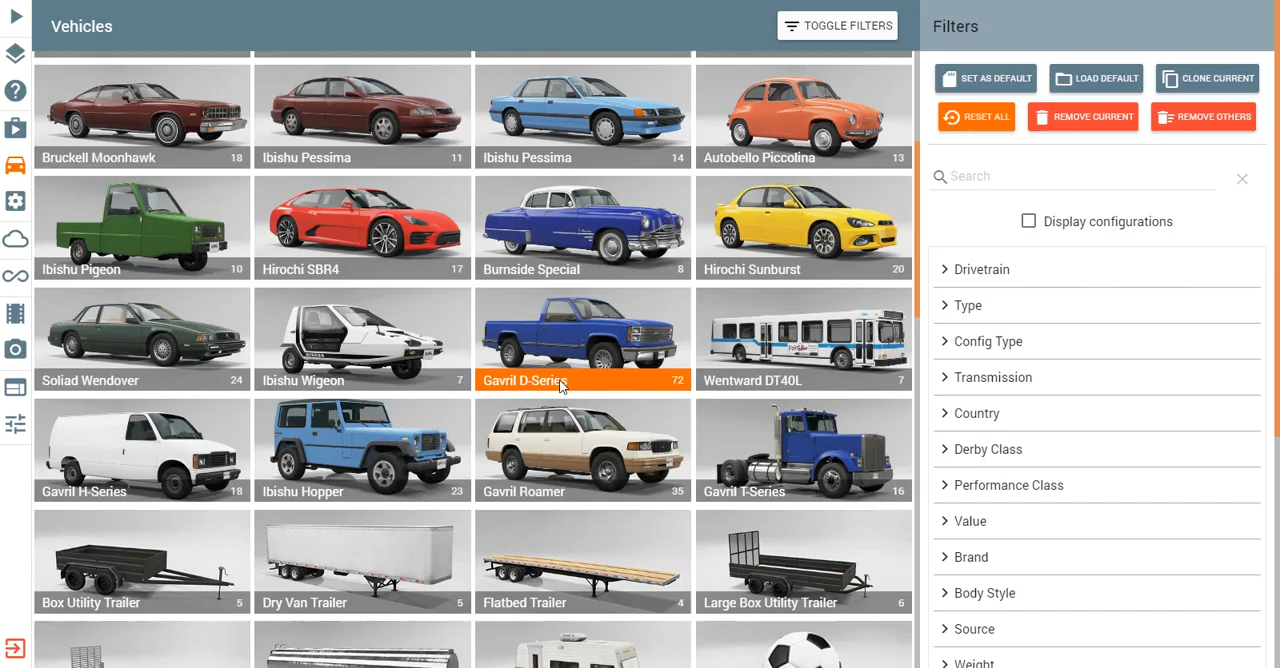 Vehicles
TOGGLE FILTERS
Filters
SET AS DEFAULT
LOAD DEFAULT
CLONE CURRENT
RESET ALL
REMOVE CURRENT
REMOVE OTHERS
Search
Display configurations
Drivetrain
Type
Config Type
Transmission
Country
Derby Class
Performance Class
Value
Brand
Body Style
Source
Weight
Bruckell Moonhawk 18
Ibishu Pessima 11
Ibishu Pessima 14
Autobello Piccolina 13
Ibishu Pigeon 10
Hirochi SBR4 17
Burnside Special 8
Hirochi Sunburst 20
Soliad Wendover 24
Ibishu Wigeon 7
Gavril D-Series 72
Wentward DT40L 7
Gavril H-Series 18
Ibishu Hopper 23
Gavril Roamer 35
Gavril T-Series 16
Box Utility Trailer 5
Dry Van Trailer 5
Flatbed Trailer 4
Large Box Utility Trailer 6